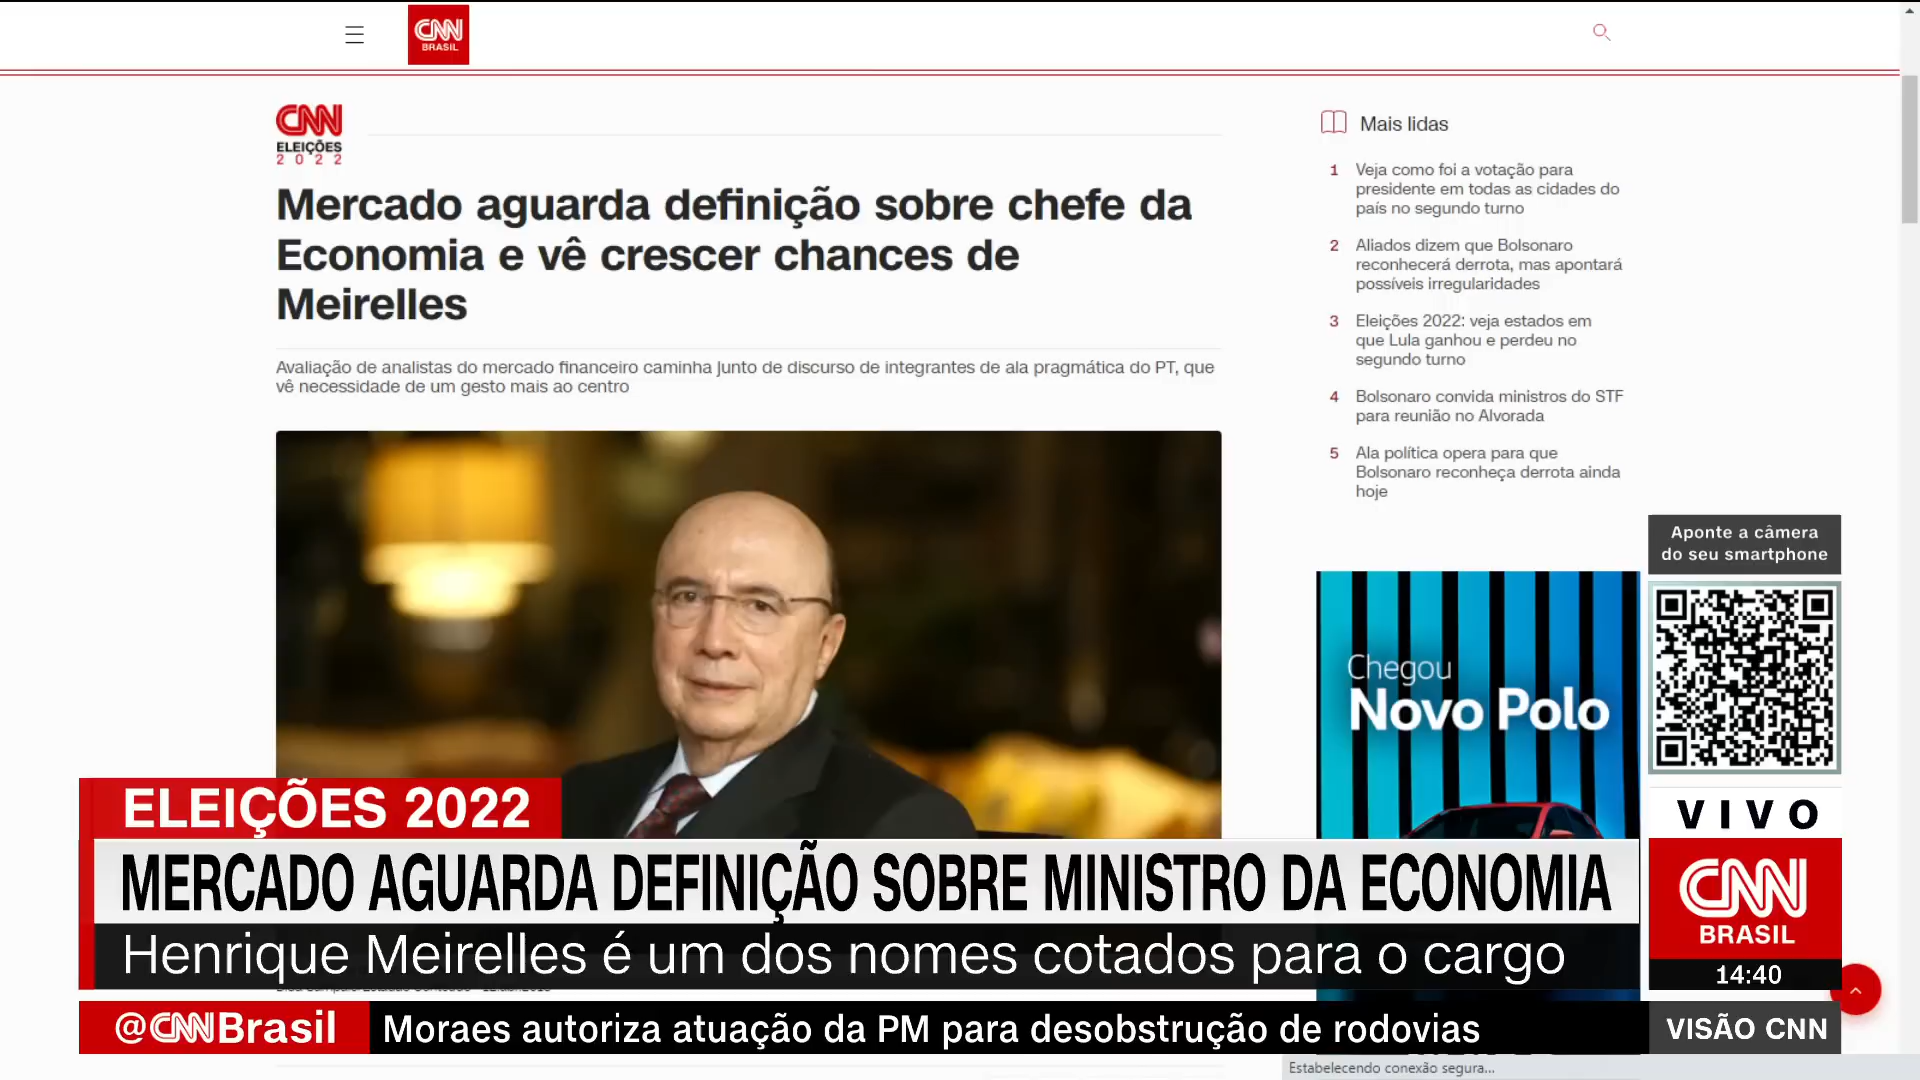 CNN
BRASIL
CNN
ELEIÇÕES
2022
Mercado aguarda definição sobre chefe da
Economia e vê crescer chances de
Meirelles
Avaliação de analistas do mercado financeiro caminha junto de discurso de integrantes de ala pragmática do PT, que
vê necessidade de um gesto mais ao centro
Mais lidas
1 Veja como foi a votação para
presidente em todas as cidades do
país no segundo turno
2 Aliados dizem que Bolsonaro
reconhecerá derrota, mas apontará
possíveis irregularidades
3 Eleições 2022: veja estados em
que Lula ganhou e perdeu no
segundo turno
4 Bolsonaro convida ministros do STF
para reunião no Alvorada
5 Ala política opera para que
Bolsonaro reconheça derrota ainda
hoje
Aponte a câmera
do seu smartphone
Chegou
Novo Polo
VIVO
CNN
BRASIL
14:40
ELEIÇÕES 2022
MERCADO AGUARDA DEFINIÇÃO SOBRE MINISTRO DA ECONOMIA
Henrique Meirelles é um dos nomes cotados para o cargo
@CNNBrasil
Moraes autoriza atuação da PM para desobstrução de rodovias
VISÃO CNN
Estabelecendo conexão segura...